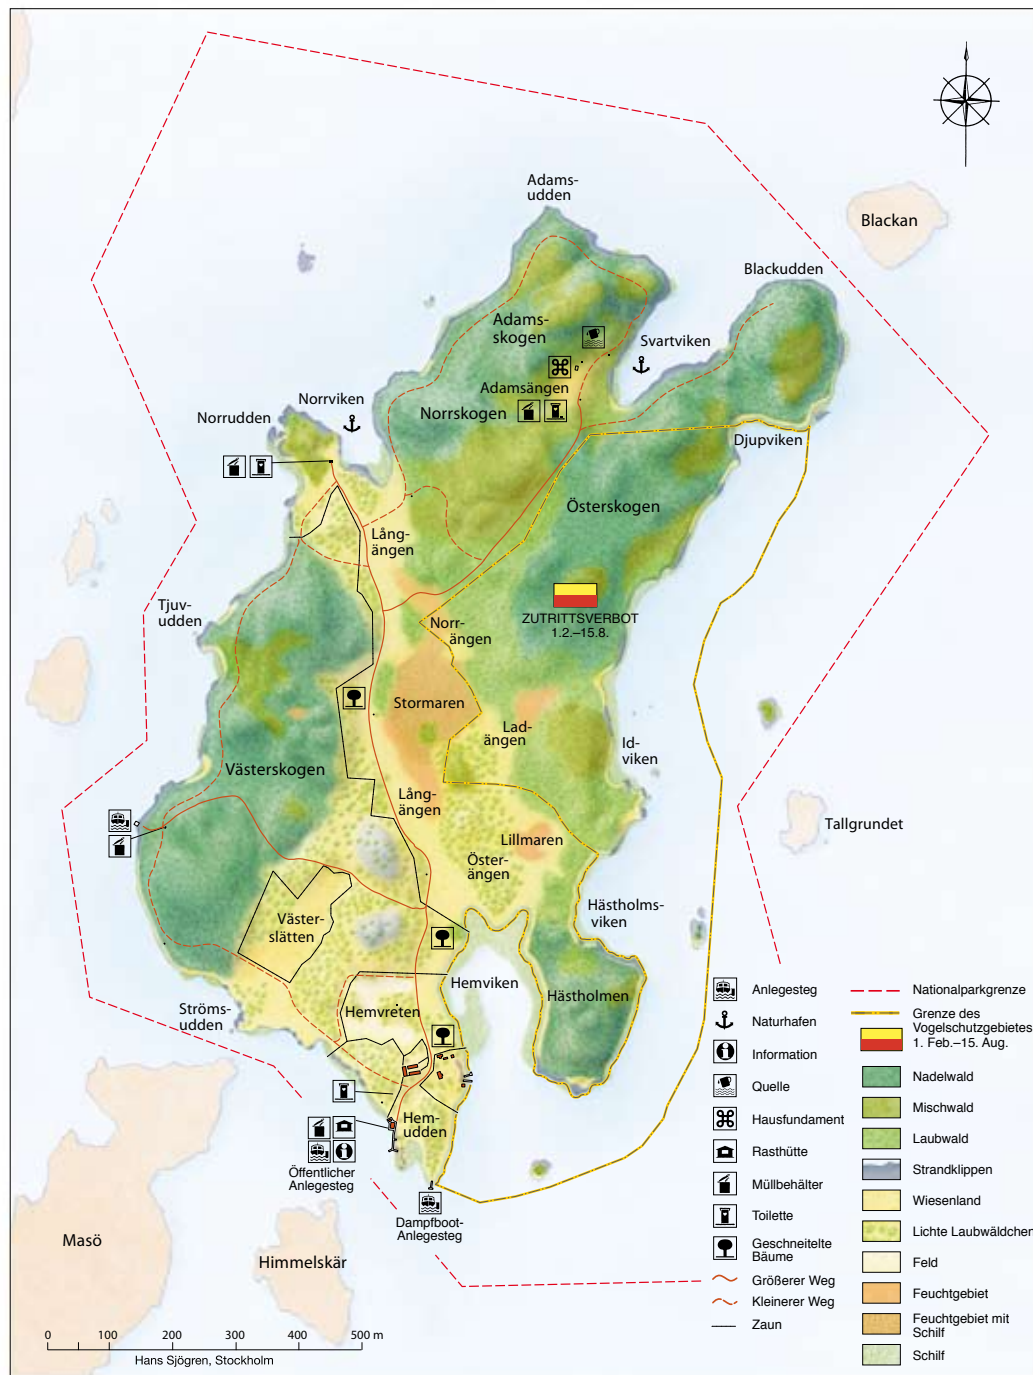 Adams-
udden
Blackan
Blackudden
Adams-
skogen
Svartviken
Adamsängen
Norrskogen
Norrviken
Norrudden
Djupviken
Österskogen
Lång-
ängen
ZUTRITTSVERBOT
1.2.–15.8.
Tjuv-
udden
Norr-
ängen
Stormaren
Lad-
ängen
Id-
viken
Västerskogen
Lång-
ängen
Tallgrundet
Lillmaren
Öster-
ängen
Hästholms-
viken
Väster-
slätten
Hemviken
Hästholmen
Ströms-
udden
Hemvreten
Hem-
udden
Öffentlicher
Anlegesteg
Dampfboot-
Anlegesteg
Masö
Himmelskär
Anlegesteg
Naturhafen
Information
Quelle
Hausfundament
Rasthütte
Müllbehälter
Toilette
Geschneitelte
Bäume
Größerer Weg
Kleinerer Weg
Zaun
Nationalparkgrenze
Grenze des
Vogelschutzgebietes
1. Feb.–15. Aug.
Nadelwald
Mischwald
Laubwald
Strandklippen
Wiesenland
Lichte Laubwäldchen
Feld
Feuchtgebiet
Feuchtgebiet mit
Schilf
Schilf
0 100 200 300 400 500 m
Hans Sjögren, Stockholm